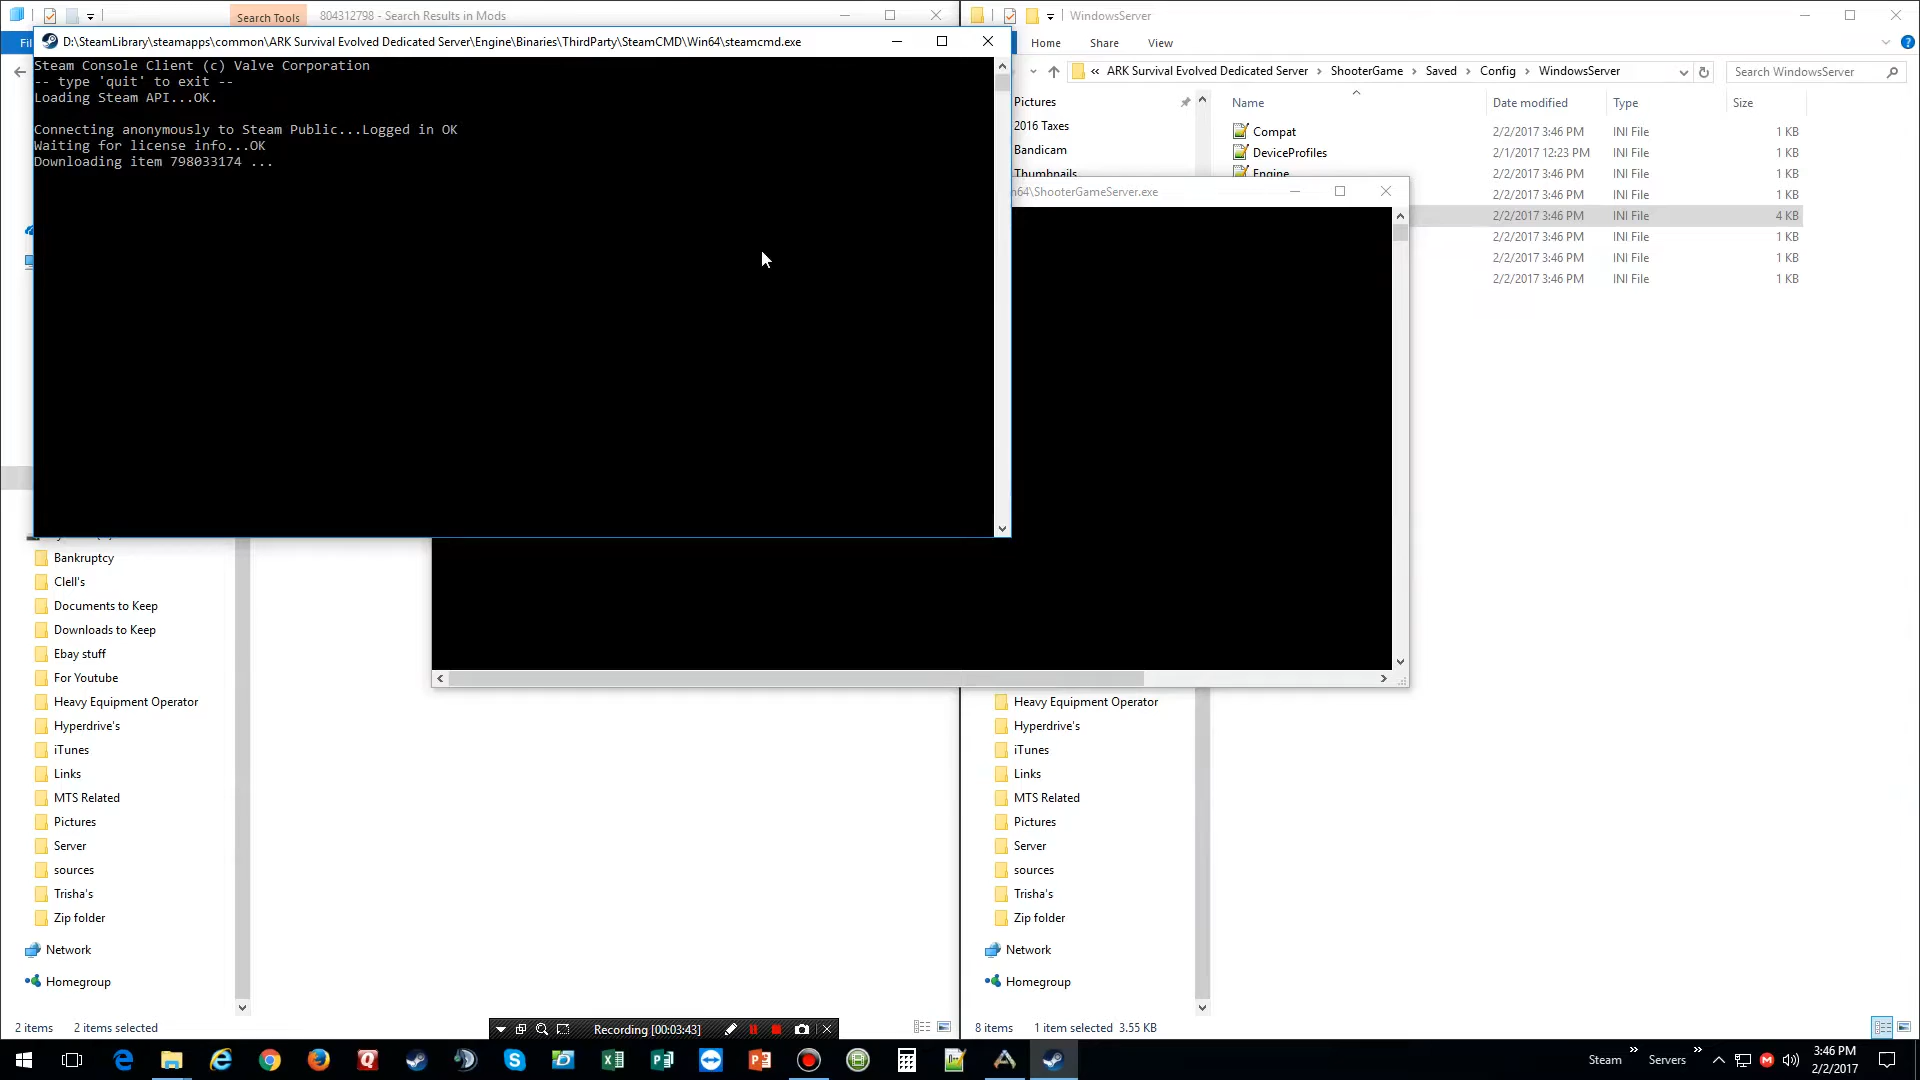 Search Tools
804312798 - Search Results in Mods
WindowsServer
Fil
D:\SteamLibrary\steamapps\common\ARK Survival Evolved Dedicated Server\Engine\Binaries\ThirdParty\SteamCMD\Win64\steamcmd.exe
Home
Share
View
Steam Console Client (c) Valve Corporation
-- type 'quit' to exit --
Loading Steam API...OK.
Connecting anonymously to Steam Public...Logged in OK
Waiting for license info...OK
Downloading item 798033174 ...
« ARK Survival Evolved Dedicated Server > ShooterGame > Saved > Config > WindowsServer
Search WindowsServer
Pictures
2016 Taxes
Bandicam
Thumbnails
Name
Date modified
Type
Size
Compat 2/2/2017 3:46 PM INI File 1 KB
DeviceProfiles 2/1/2017 12:23 PM INI File 1 KB
Engine 2/2/2017 3:46 PM INI File 1 KB
2/2/2017 3:46 PM INI File 1 KB
2/2/2017 3:46 PM INI File 4 KB
2/2/2017 3:46 PM INI File 1 KB
2/2/2017 3:46 PM INI File 1 KB
2/2/2017 3:46 PM INI File 1 KB
n64\ShooterGameServer.exe
Bankruptcy
Clell's
Documents to Keep
Downloads to Keep
Ebay stuff
For Youtube
Heavy Equipment Operator
Hyperdrive's
iTunes
Links
MTS Related
Pictures
Server
sources
Trisha's
Zip folder
Network
Homegroup
2 items 2 items selected
Heavy Equipment Operator
Hyperdrive's
iTunes
Links
MTS Related
Pictures
Server
sources
Trisha's
Zip folder
Network
Homegroup
8 items 1 item selected 3.55 KB
Recording [00:03:43]
Steam
Servers
3:46 PM
2/2/2017